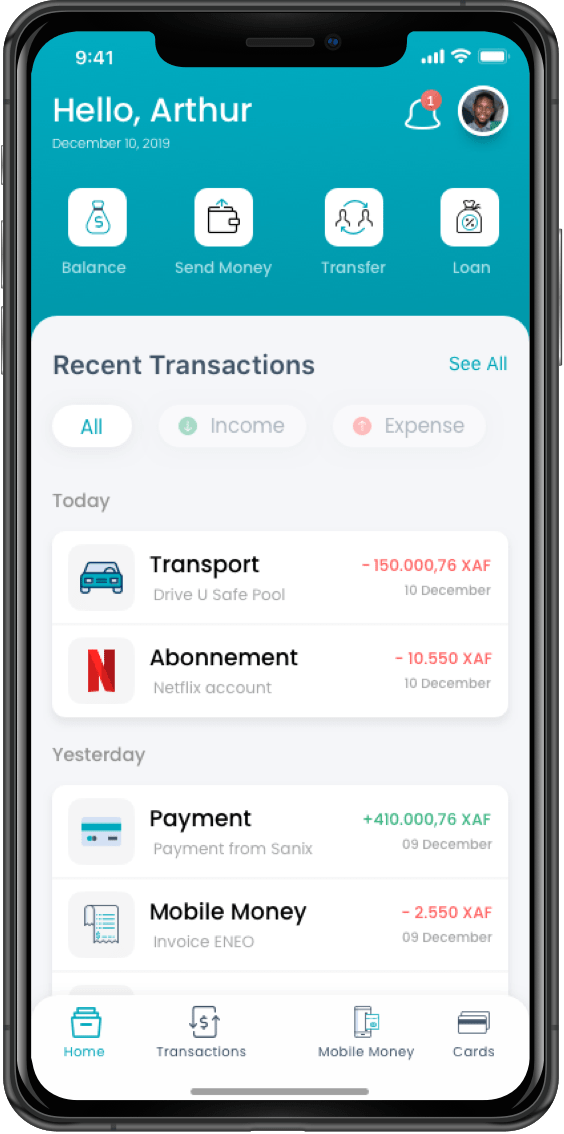 9:41
Hello, Arthur
1
December 10, 2019
Balance
Send Money
Transfer
Loan
Recent Transactions
See All
All
Income
Expense
Today
Transport
- 150.000,76 XAF
Drive U Safe Pool
10 December
Abonnement
- 10.550 XAF
Netflix account
10 December
Yesterday
Payment
+410.000,76 XAF
Payment from Sanix
09 December
Mobile Money
- 2.550 XAF
Invoice ENEO
09 December
Home
Transactions
Mobile Money
Cards